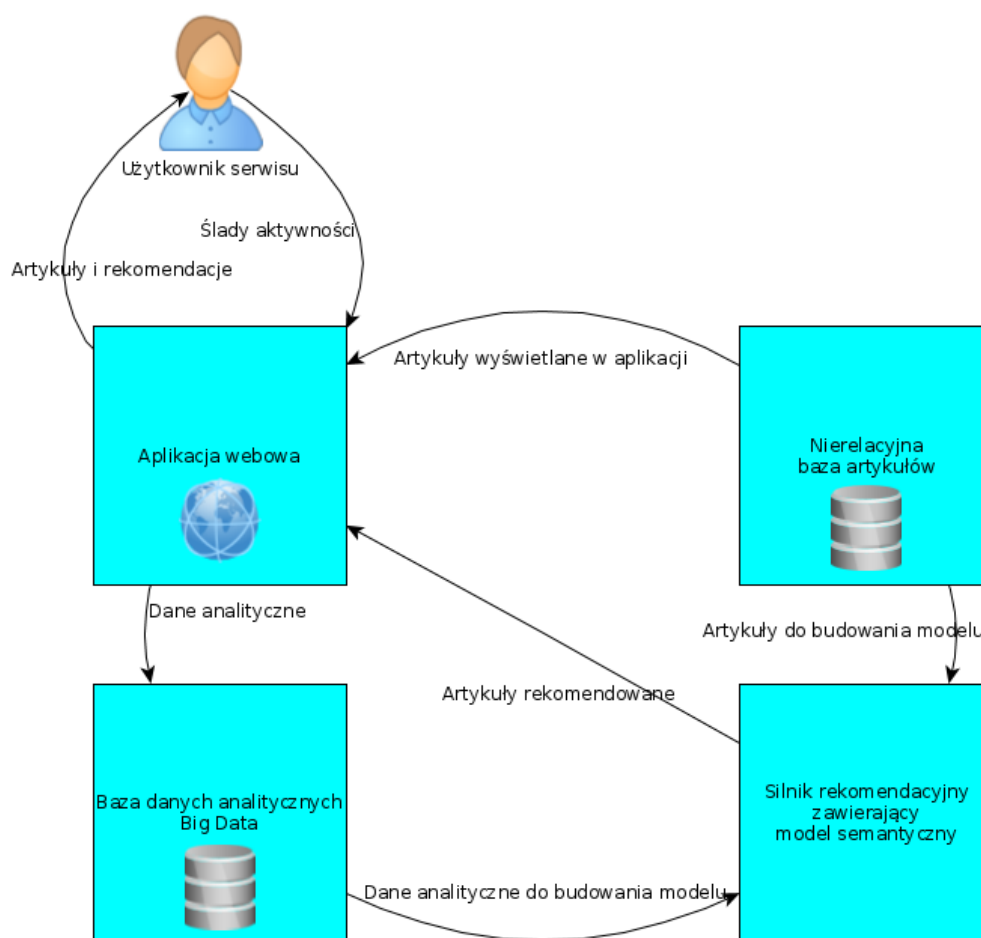 Użytkownik serwisu
Ślady aktywności
Artykuły i rekomendacje
Artykuły wyświetlane w aplikacji
Aplikacja webowa
Nierelacyjna
baza artykułów
Dane analityczne
Artykuły do budowania modelu
Artykuły rekomendowane
Baza danych analitycznych
Big Data
Silnik rekomendacyjny
zawierający
model semantyczny
Dane analityczne do budowania modelu